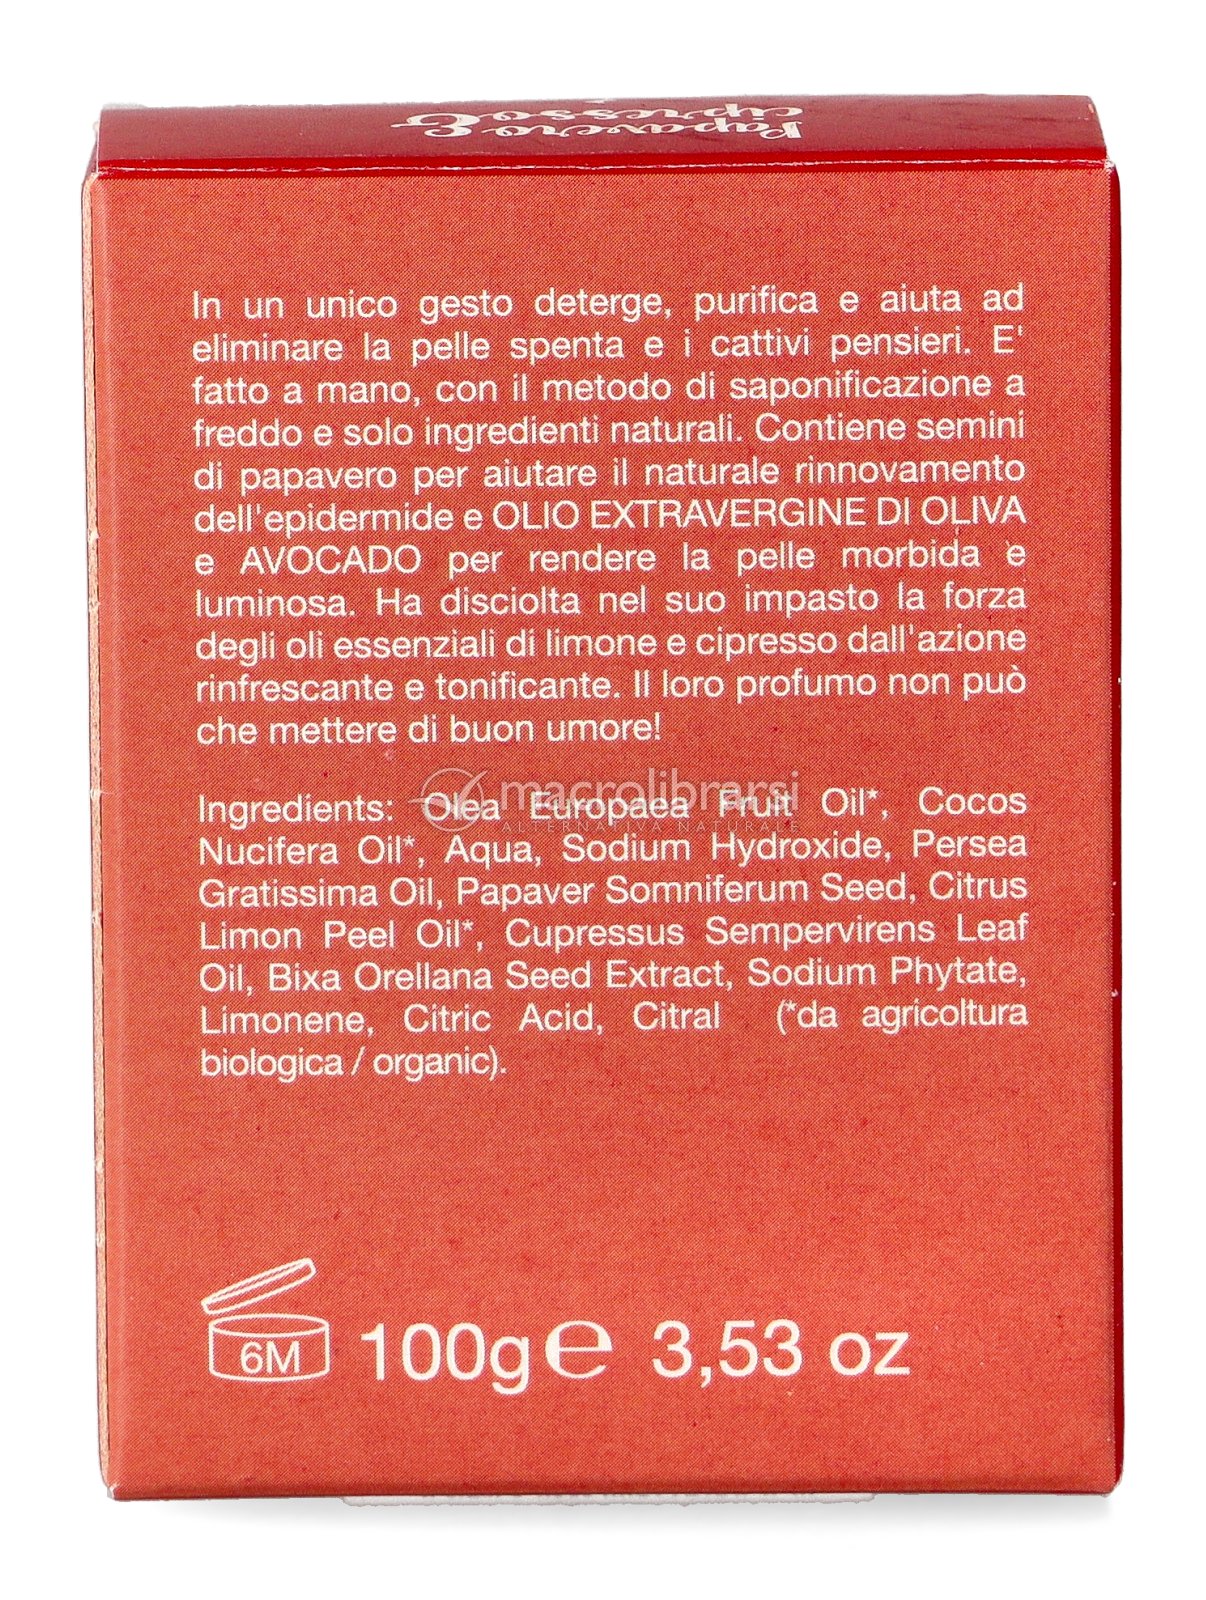 Papavero &
cipresso
In un unico gesto deterge, purifica e aiuta ad
eliminare la pelle spenta e i cattivi pensieri. E'
fatto a mano, con il metodo di saponificazione a
freddo e solo ingredienti naturali. Contiene semini
di papavero per aiutare il naturale rinnovamento
dell'epidermide e OLIO EXTRAVERGINE DI OLIVA
e AVOCADO per rendere la pelle morbida e
luminosa. Ha disciolta nel suo impasto la forza
degli oli essenziali di limone e cipresso dall'azione
rinfrescante e tonificante. Il loro profumo non può
che mettere di buon umore!
macrolibrarsi
ALTERNATIVA NATURALE
Ingredients: Olea Europaea Fruit Oil*, Cocos
Nucifera Oil*, Aqua, Sodium Hydroxide, Persea
Gratissima Oil, Papaver Somniferum Seed, Citrus
Limon Peel Oil*, Cupressus Sempervirens Leaf
Oil, Bixa Orellana Seed Extract, Sodium Phytate,
Limonene, Citric Acid, Citral (*da agricoltura
biologica / organic).
6M 100g e 3,53 oz